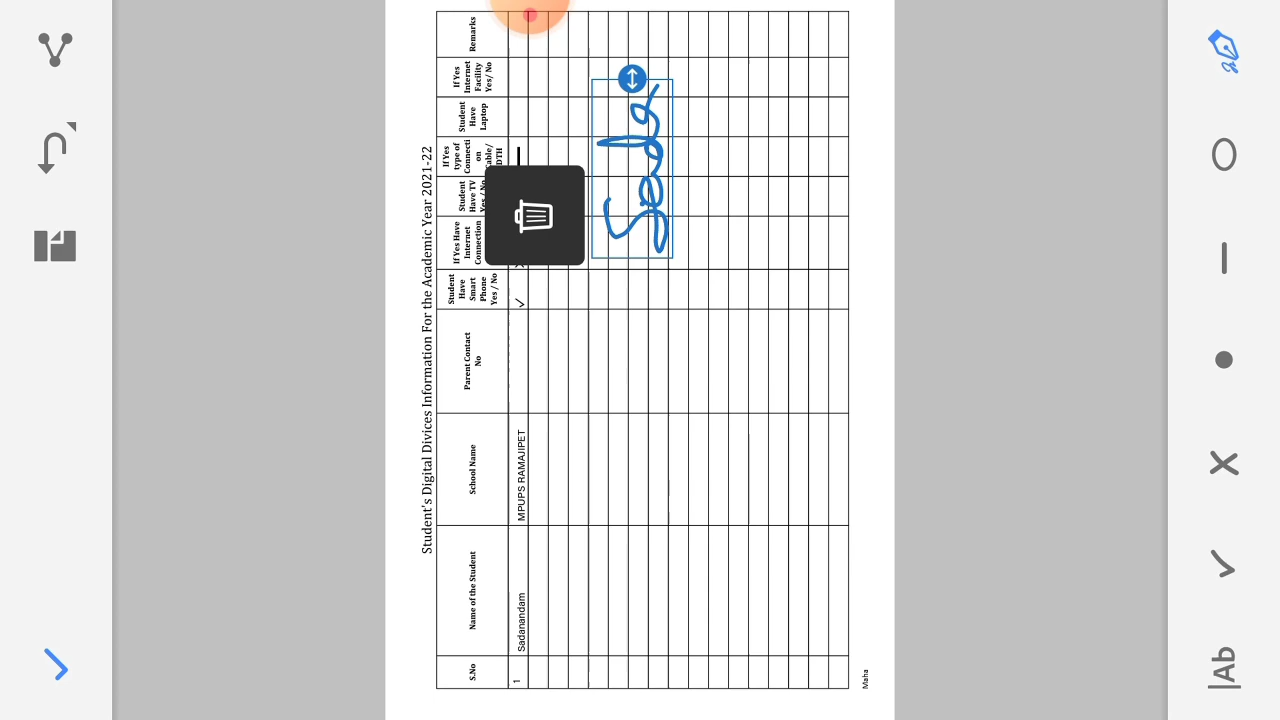 Student's Digital Divices Information For the Academic Year 2021-22
S.No
Name of the Student
School Name
Parent Contact
No
Student
Have
Smart
Phone
Yes / No
If Yes Have
Internet
Connection
Student
Have TV
Yes / No
If Yes
type of
Connecti
on
Cable/
DTH
Student
Have
Laptop
If Yes
Internet
Facility
Yes/ No
Remarks
1
Sadanandam
MPUPS RAMAJIPET
Maha
Ab